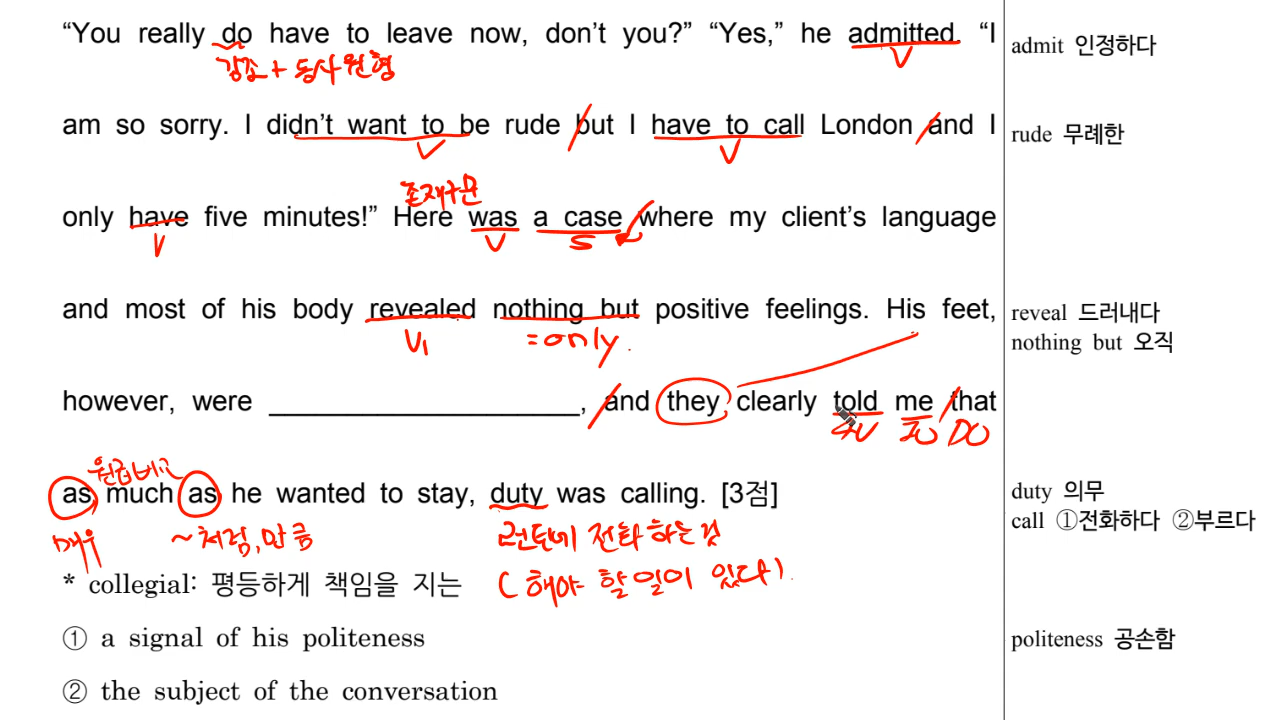 “You really do have to leave now, don’t you?” “Yes,” he admitted. “I
admit 인정하다
강조 + 동사원형
V
am so sorry. I didn’t want to be rude but I have to call London and I
rude 무례한
V V
존재구문
only have five minutes!” Here was a case where my client’s language
V V S
and most of his body revealed nothing but positive feelings. His feet,
reveal 드러내다
V1 =only
nothing but 오직
however, were ______________________, and they clearly told me that
IO DO
원급비교
as much as he wanted to stay, duty was calling. [3점]
duty 의무
call ①전화하다 ②부르다
매우 ~처럼, 만큼 런던에 전화하는 것
* collegial: 평등하게 책임을 지는
(해야 할 일이 있다)
① a signal of his politeness
politeness 공손함
② the subject of the conversation